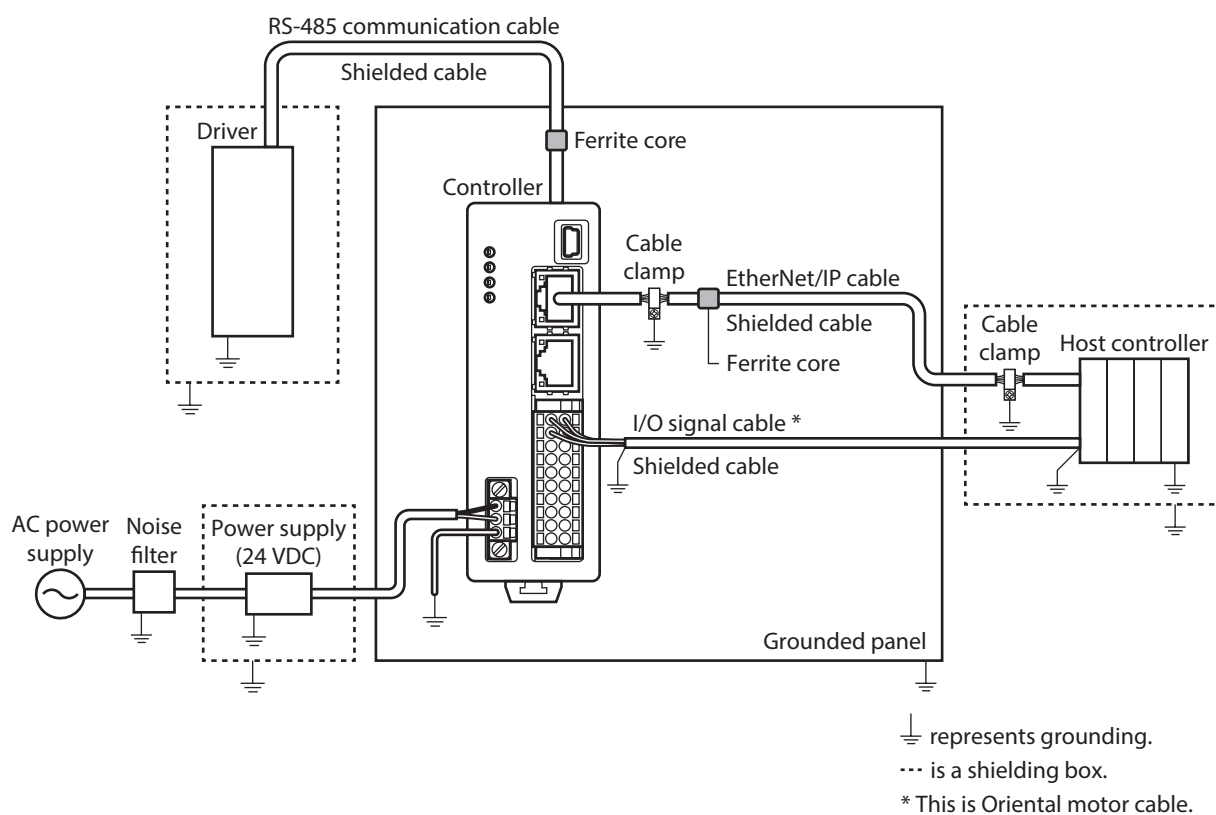 RS-485 communication cable
Shielded cable
Driver
Ferrite core
Controller
Cable
clamp
EtherNet/IP cable
Shielded cable
Ferrite core
Cable
clamp
Host controller
I/O signal cable *
Shielded cable
AC power
supply
Noise
filter
Power supply
(24 VDC)
Grounded panel
represents grounding.
is a shielding box.
* This is Oriental motor cable.